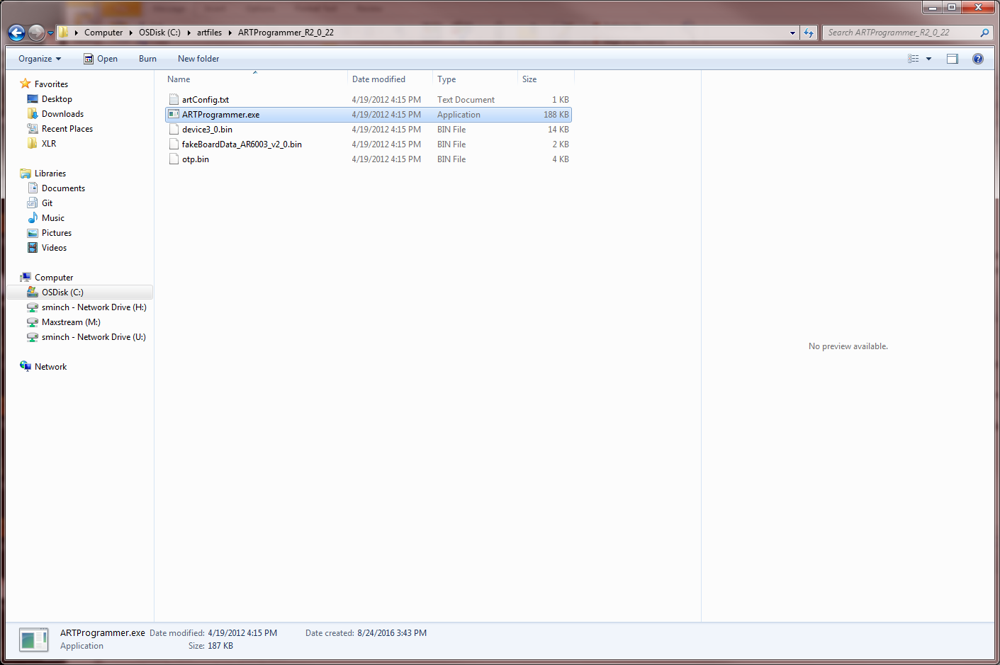 Computer OSDisk (C:) artfiles ARTProgrammer_R2_0_22
Search ARTProgrammer_R2_0_22
Organize Open Burn New folder
Favorites
Desktop
Downloads
Recent Places
XLR
Libraries
Documents
Git
Music
Pictures
Videos
Computer
OSDisk (C:)
sminch - Network Drive (H:)
Maxstream (M:)
sminch - Network Drive (U:)
Network
Name Date modified Type Size
artConfig.txt 4/19/2012 4:15 PM Text Document 1 KB
ARTProgrammer.exe 4/19/2012 4:15 PM Application 188 KB
device3_0.bin 4/19/2012 4:15 PM BIN File 14 KB
fakeBoardData_AR6003_v2_0.bin 4/19/2012 4:15 PM BIN File 2 KB
otp.bin 4/19/2012 4:15 PM BIN File 4 KB
No preview available.
ARTProgrammer.exe Date modified: 4/19/2012 4:15 PM Date created: 8/24/2016 3:43 PM
Application Size: 187 KB